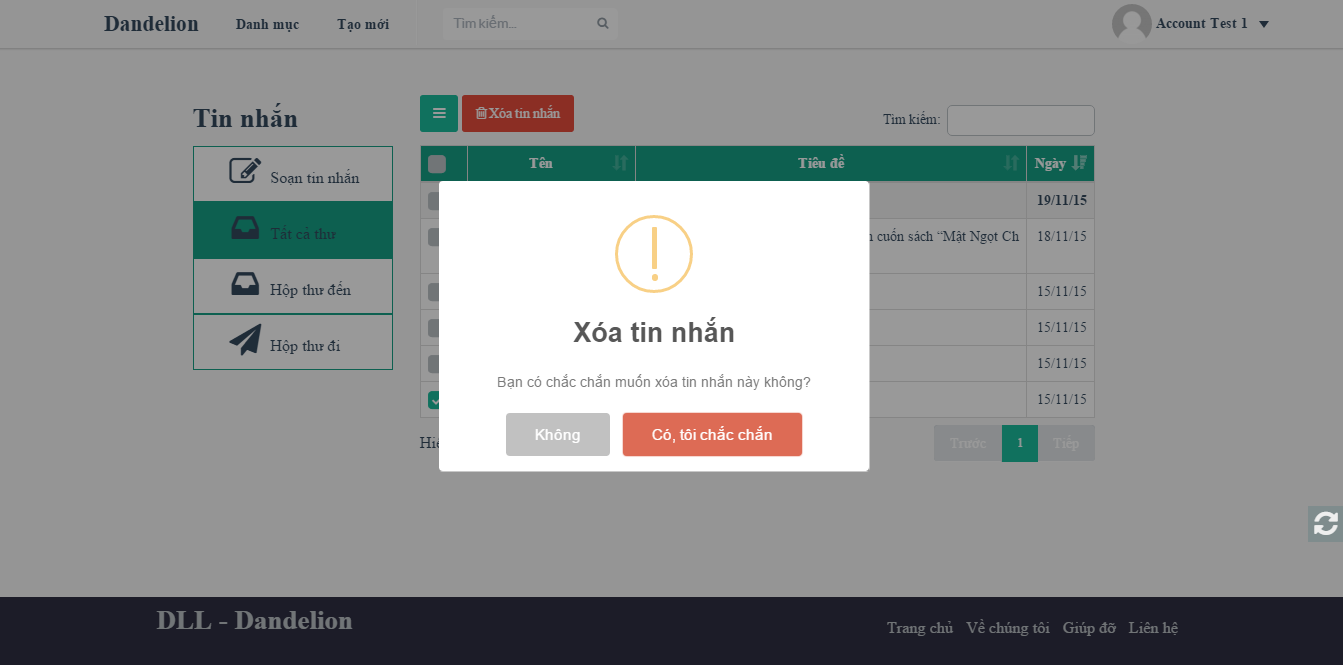 Dandelion Danh mục Tạo mới Tìm kiếm... Account Test 1
Tin nhắn
Xóa tin nhắn
Tìm kiếm:
Soạn tin nhắn
Tất cả thư
Hộp thư đến
Hộp thư đi
Tên Tiêu đề Ngày
19/11/15
cuốn sách “Mật Ngọt Ch 18/11/15
15/11/15
15/11/15
15/11/15
15/11/15
Xóa tin nhắn
Bạn có chắc chắn muốn xóa tin nhắn này không?
Không Có, tôi chắc chắn
Trước 1 Tiếp
DLL - Dandelion
Trang chủ Về chúng tôi Giúp đỡ Liên hệ